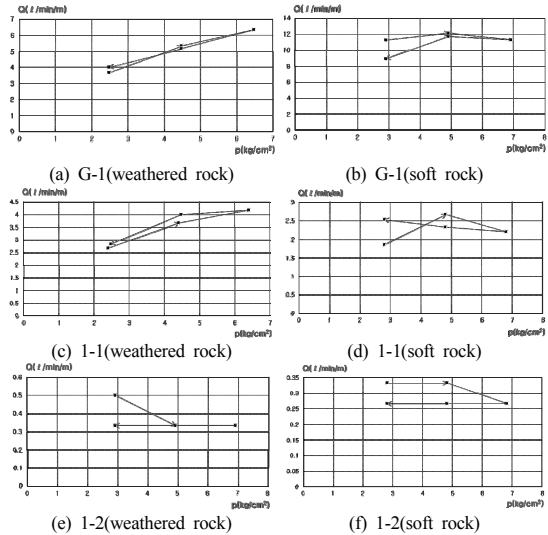 Q(ℓ/min/m) Q(ℓ/min/m)
7 14
6 12
5 10
4 8
3 6
2 4
1 2
0 0
0 1 2 3 4 5 6 7 0 1 2 3 4 5 6 7 8
p(kg/cm²) p(kg/cm²)
(a) G-1(weathered rock) (b) G-1(soft rock)
Q(ℓ/min/m) Q(ℓ/min/m)
4.5 3
4 2.5
3.5 2
3 1.5
2.5 1
2 0.5
1.5 0
1
0.5
0
0 1 2 3 4 5 6 7 0 1 2 3 4 5 6 7 8
p(kg/cm²) p(kg/cm²)
(c) 1-1(weathered rock) (d) 1-1(soft rock)
Q(ℓ/min/m) Q(ℓ/min/m)
0.6 0.35
0.5 0.3
0.4 0.25
0.3 0.2
0.2 0.15
0.1 0.1
0 0.05
0
0 1 2 3 4 5 6 7 8 0 1 2 3 4 5 6 7 8
p(kg/cm²) p(kg/cm²)
(e) 1-2(weathered rock) (f) 1-2(soft rock)